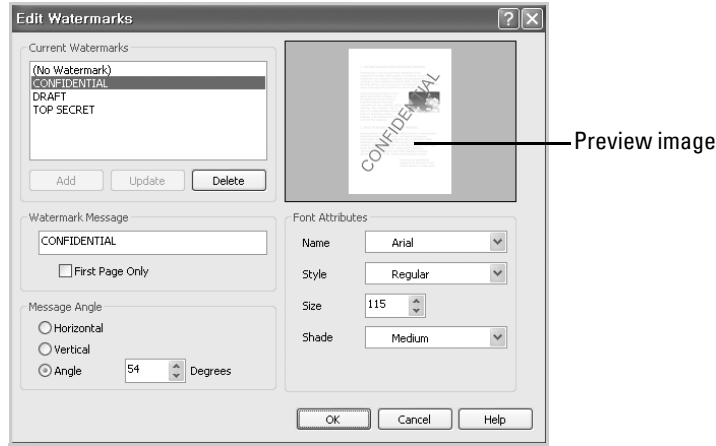 Edit Watermarks
Current Watermarks
(No Watermark)
CONFIDENTIAL
DRAFT
TOP SECRET
Add Update Delete
CONFIDENTIAL
Preview image
Watermark Message
CONFIDENTIAL
First Page Only
Message Angle
Horizontal
Vertical
Angle 54 Degrees
Font Attributes
Name Arial
Style Regular
Size 115
Shade Medium
OK Cancel Help